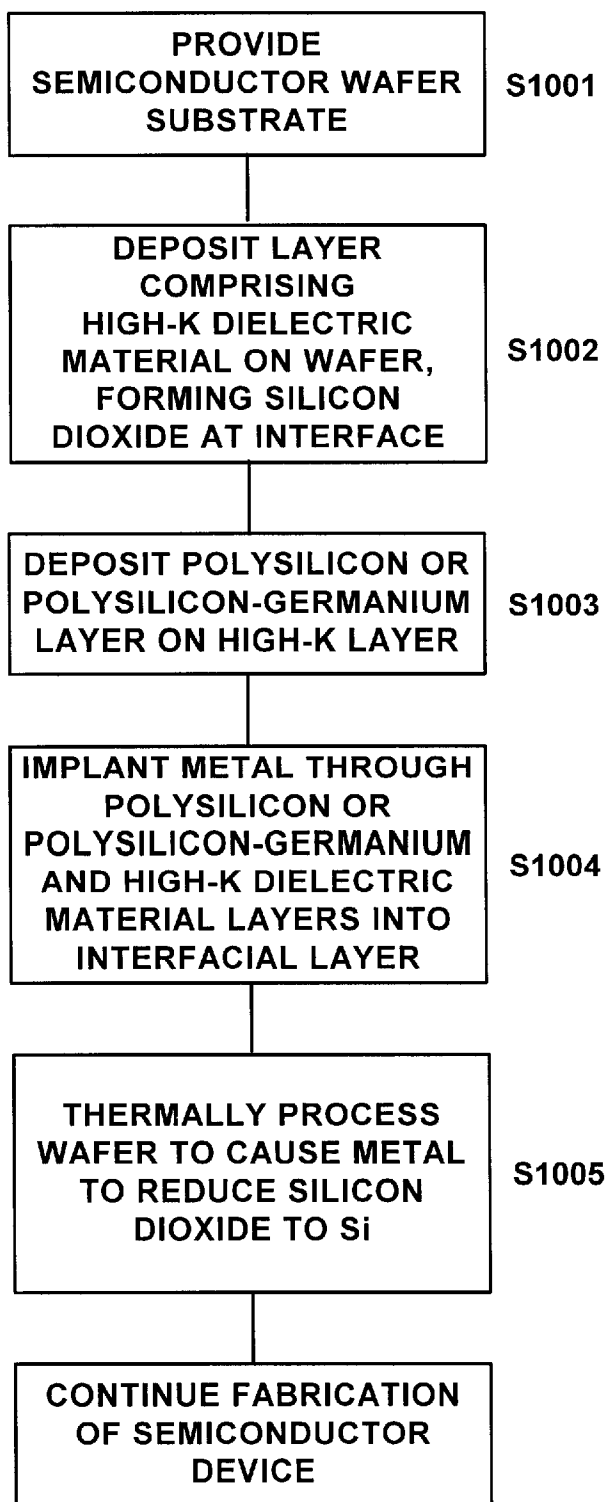 PROVIDE
SEMICONDUCTOR WAFER
SUBSTRATE
S1001
DEPOSIT LAYER
COMPRISING
HIGH-K DIELECTRIC
MATERIAL ON WAFER,
FORMING SILICON
DIOXIDE AT INTERFACE
S1002
DEPOSIT POLYSILICON OR
POLYSILICON-GERMANIUM
LAYER ON HIGH-K LAYER
S1003
IMPLANT METAL THROUGH
POLYSILICON OR
POLYSILICON-GERMANIUM
AND HIGH-K DIELECTRIC
MATERIAL LAYERS INTO
INTERFACIAL LAYER
S1004
THERMALLY PROCESS
WAFER TO CAUSE METAL
TO REDUCE SILICON
DIOXIDE TO Si
S1005
CONTINUE FABRICATION
OF SEMICONDUCTOR
DEVICE